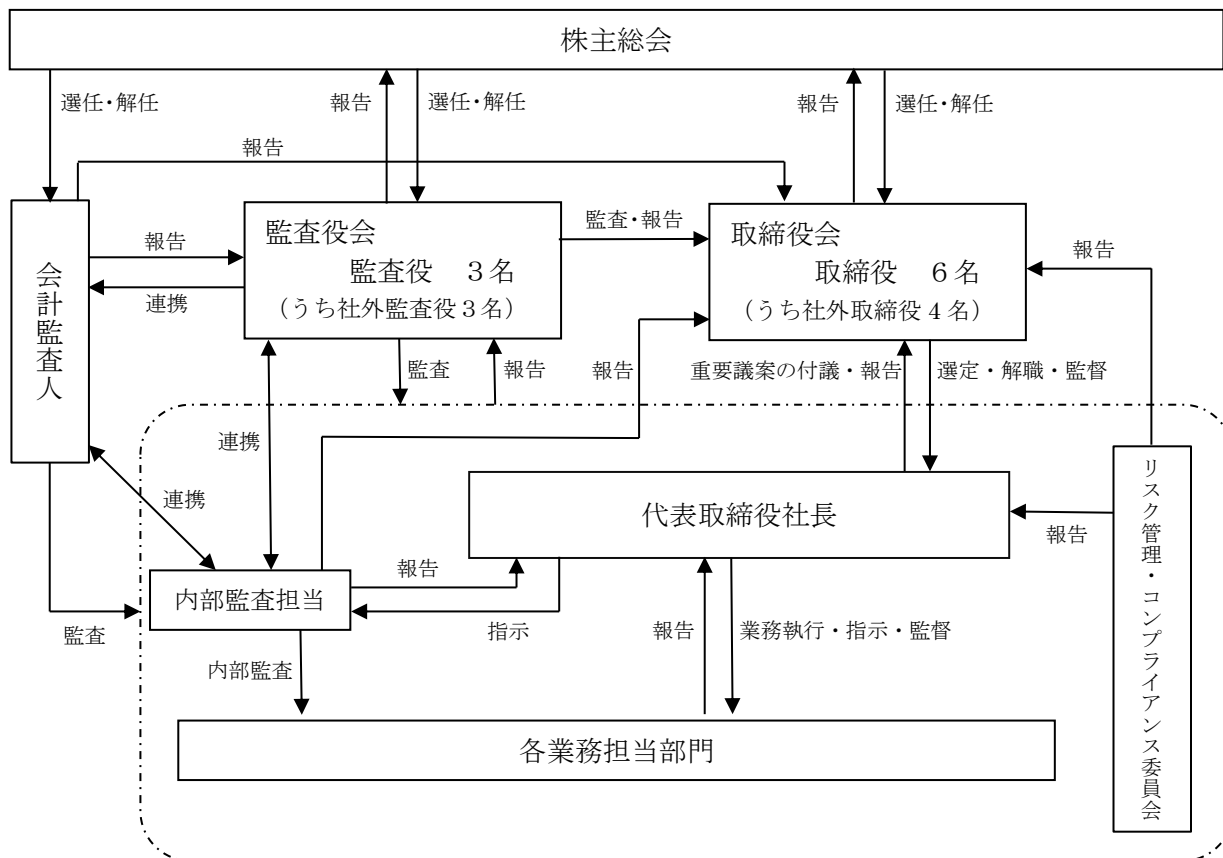 株主総会
選任・解任
報告
選任・解任
報告
選任・解任
報告
会計監査人
報告
連携
監査役会
監査役 3名
（うち社外監査役3名）
監査・報告
取締役会
取締役 6名
（うち社外取締役4名）
報告
監査
報告
報告
重要議案の付議・報告
選定・解職・監督
連携
連携
代表取締役社長
報告
リスク管理・コンプライアンス委員会
内部監査担当
報告
指示
監査
報告
業務執行・指示・監督
内部監査
各業務担当部門